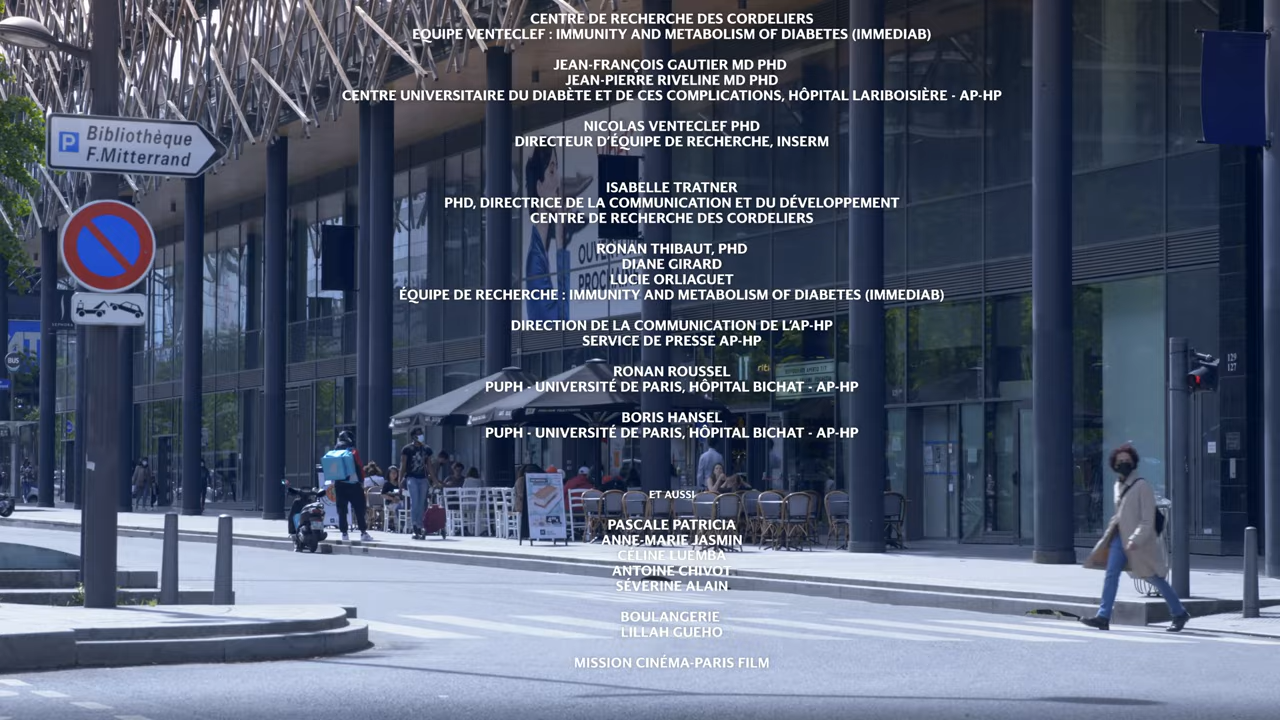 CENTRE DE RECHERCHE DES CORDELIERS
EQUIPE VENTECLEF : IMMUNITY AND METABOLISM OF DIABETES (IMMEDIAB)
JEAN-FRANÇOIS GAUTIER MD PHD
JEAN-PIERRE RIVELINE MD PHD
CENTRE UNIVERSITAIRE DU DIABÈTE ET DE CES COMPLICATIONS, HÔPITAL LARIBOISIÈRE - AP-HP
NICOLAS VENTECLEF PHD
DIRECTEUR D'ÉQUIPE DE RECHERCHE, INSERM
ISABELLE TRATNER
PHD, DIRECTRICE DE LA COMMUNICATION ET DU DÉVELOPPEMENT
CENTRE DE RECHERCHE DES CORDELIERS
RONAN THIBAUT, PHD
DIANE GIRARD
LUCIE ORLIAGUET
ÉQUIPE DE RECHERCHE : IMMUNITY AND METABOLISM OF DIABETES (IMMEDIAB)
DIRECTION DE LA COMMUNICATION DE L'AP-HP
SERVICE DE PRESSE AP-HP
RONAN ROUSSEL
PUPH - UNIVERSITÉ DE PARIS, HÔPITAL BICHAT - AP-HP
BORIS HANSEL
PUPH - UNIVERSITÉ DE PARIS, HÔPITAL BICHAT - AP-HP
ET AUSSI
PASCALE PATRICIA
ANNE-MARIE JASMIN
CÉLINE LUEMBA
ANTOINE CHIVOT
SÉVERINE ALAIN
BOULANGERIE
LILLAH GUEHO
MISSION CINÉMA-PARIS FILM
P Bibliothèque
F.Mitterrand
SEPHORA
BUS
129
127